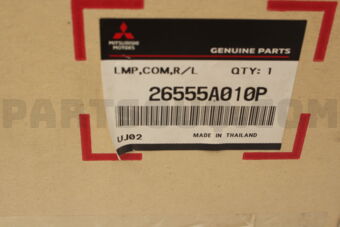 MITSUBISHI
MOTORS
GENUINE PARTS
LMP,COM,R/L QTY: 1
26555A010P
UJ02
MADE IN THAILAND